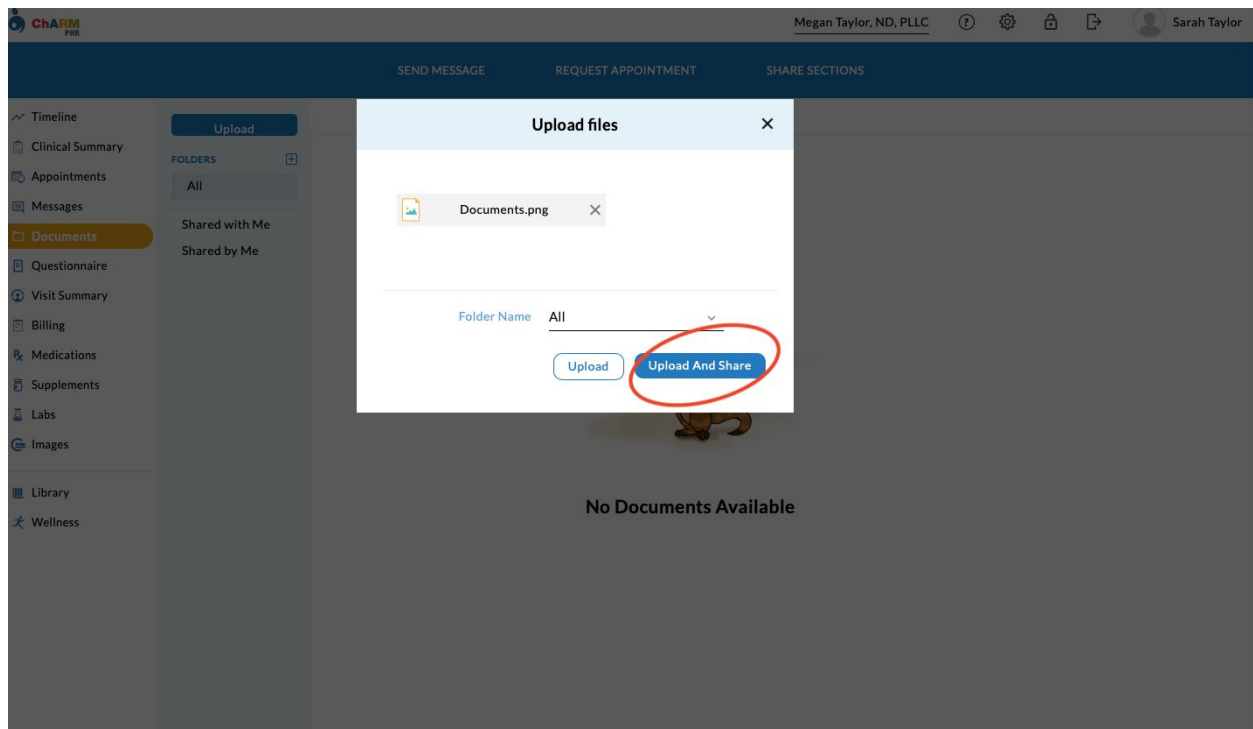 ChARM
PHR
Megan Taylor, ND, PLLC
Sarah Taylor
SEND MESSAGE
REQUEST APPOINTMENT
SHARE SECTIONS
Timeline
Clinical Summary
Appointments
Messages
Documents
Questionnaire
Visit Summary
Billing
Medications
Supplements
Labs
Images
Library
Wellness
Upload
FOLDERS
All
Shared with Me
Shared by Me
Upload files
Documents.png
Folder Name All
Upload
Upload And Share
No Documents Available